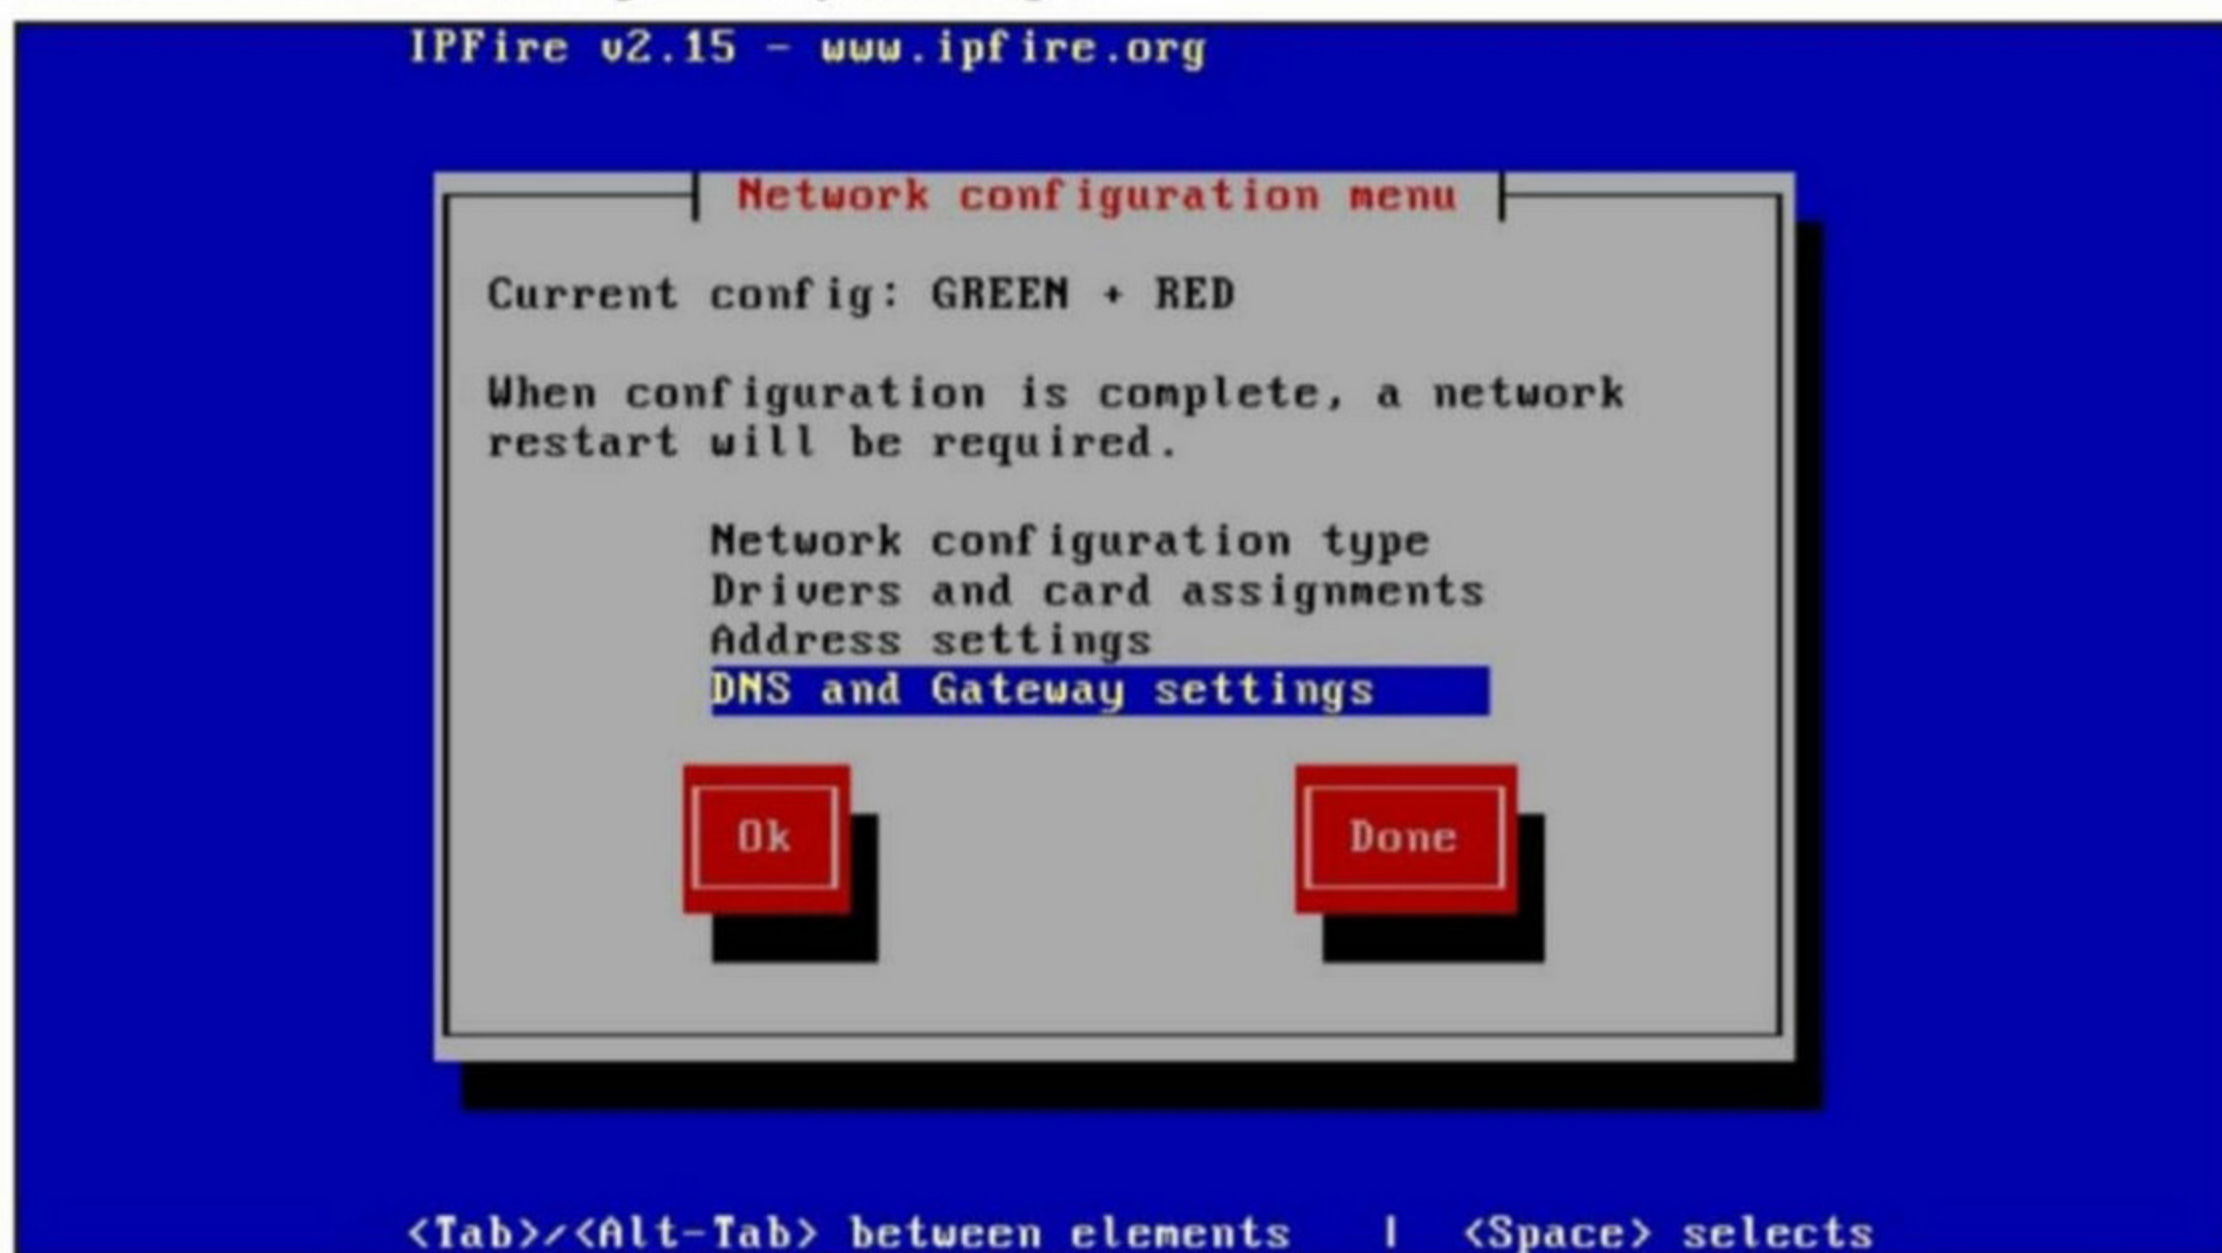 IPFire v2.15 - www.ipfire.org
Network configuration menu
Current config: GREEN + RED
When configuration is complete, a network
restart will be required.
Network configuration type
Drivers and card assignments
Address settings
DNS and Gateway settings
Ok Done
<Tab>/<Alt-Tab> between elements | <Space> selects